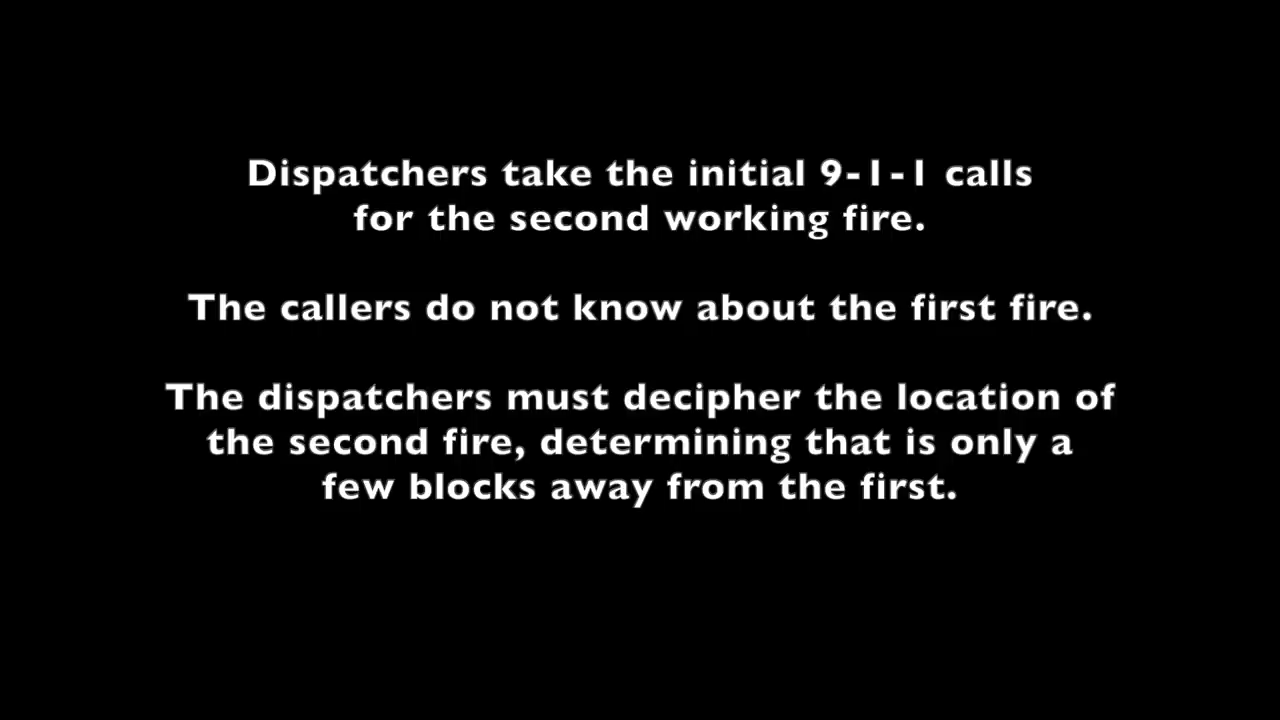 Dispatchers take the initial 9-1-1 calls
for the second working fire.
The callers do not know about the first fire.
The dispatchers must decipher the location of
the second fire, determining that is only a
few blocks away from the first.